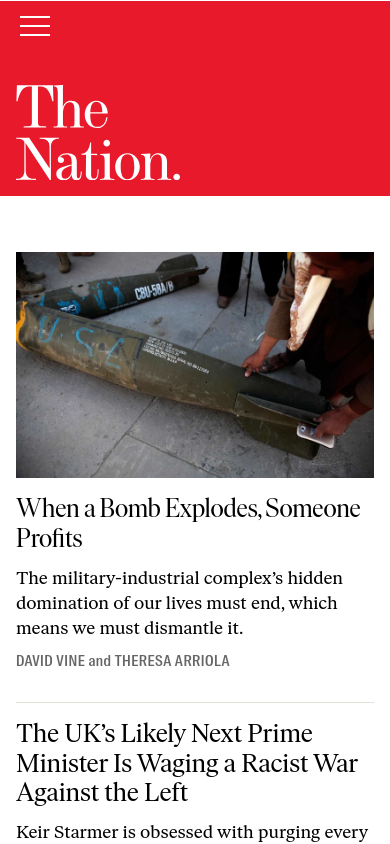 The
Nation.
CBU-58A/B
USA
When a Bomb Explodes, Someone
Profits
The military-industrial complex's hidden
domination of our lives must end, which
means we must dismantle it.
DAVID VINE and THERESA ARRIOLA
The UK's Likely Next Prime
Minister Is Waging a Racist War
Against the Left
Keir Starmer is obsessed with purging every